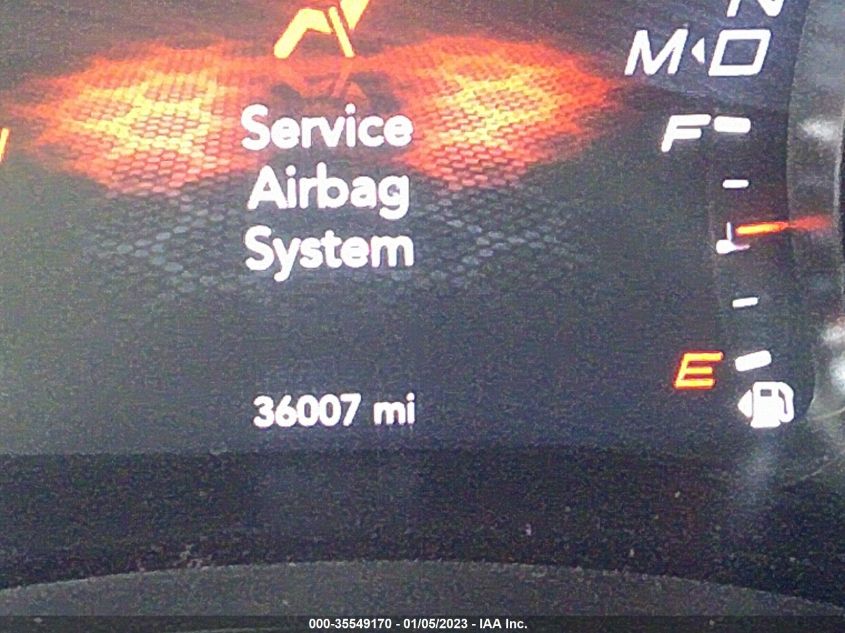 N
M D
F
Service
Airbag
System
E
36007 mi
000-35549170 - 01/05/2023 - IAA Inc.